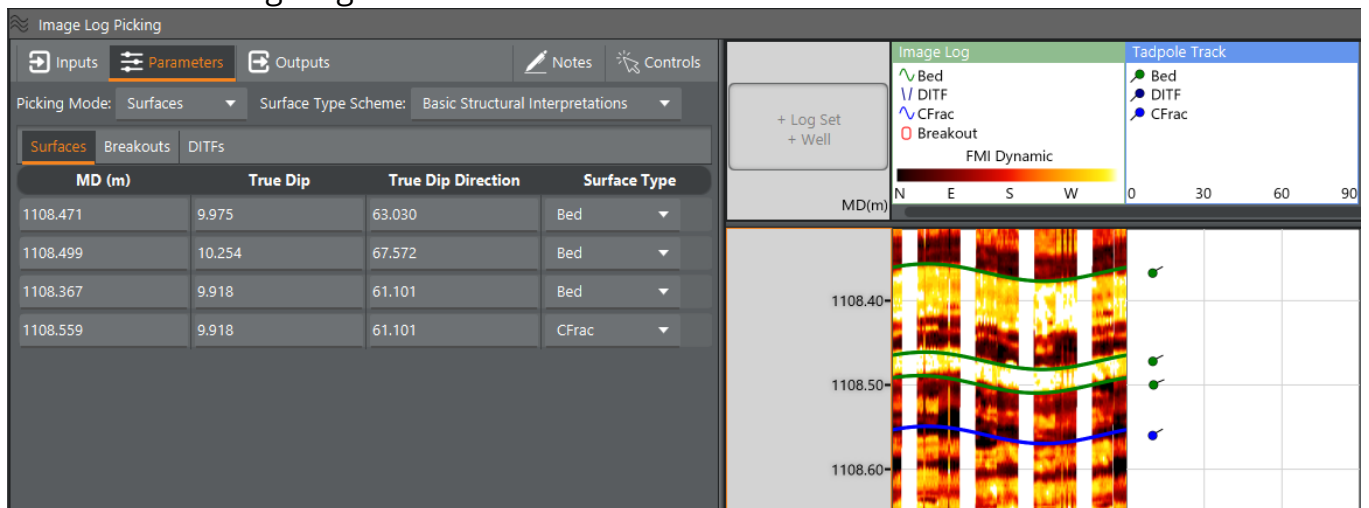 Image Log Picking
Inputs Parameters Outputs Notes Controls
Picking Mode: Surfaces Surface Type Scheme: Basic Structural Interpretations
Surfaces Breakouts DITFs
MD (m) True Dip True Dip Direction Surface Type
1108.471 9.975 63.030 Bed
1108.499 10.254 67.572 Bed
1108.367 9.918 61.101 Bed
1108.559 9.918 61.101 CFrac
+ Log Set
+ Well
MD(m)
Image Log
Bed
DITF
CFrac
Breakout
FMI Dynamic
N E S W
Tadpole Track
Bed
DITF
CFrac
0 30 60 90
1108.40
1108.50
1108.60